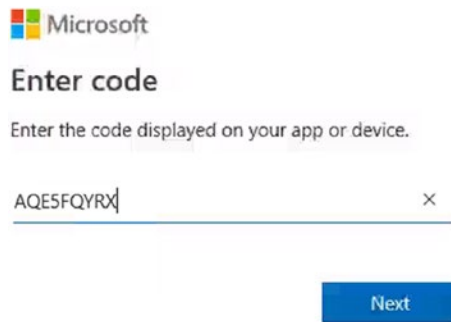 Microsoft
Enter code
Enter the code displayed on your app or device.
AQE5FQYRX
Next